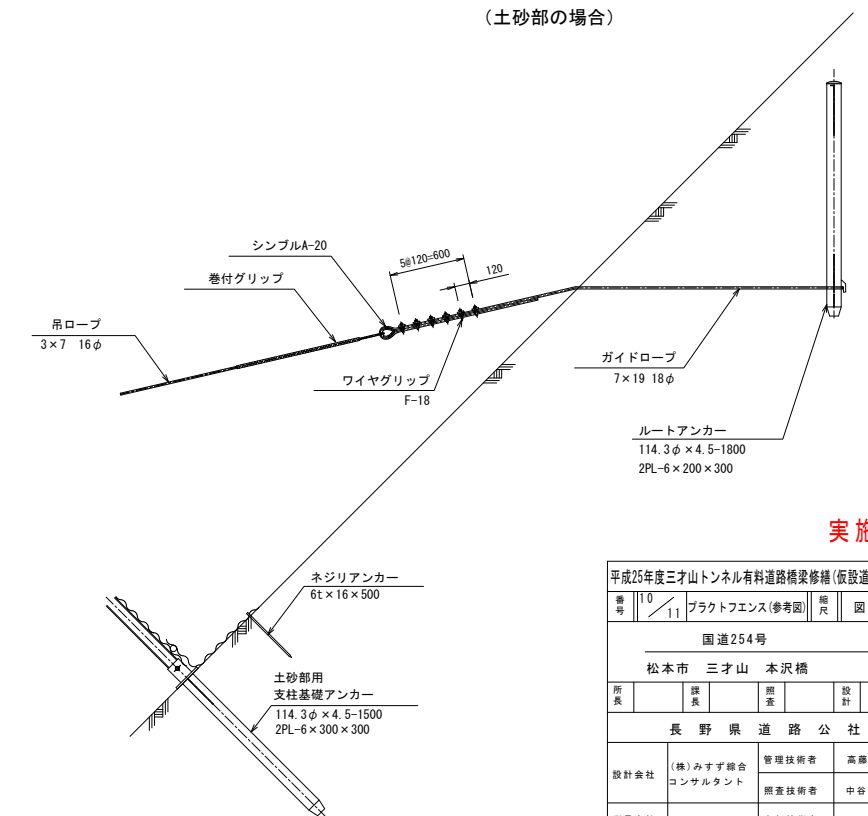 (土砂部の場合)
シンブルA-20
巻付グリップ
5@120=600
120
吊ロープ
3×7 16φ
ワイヤグリップ
F-18
ガイドロープ
7×19 18φ
ルートアンカー
114.3φ×4.5-1800
2PL-6×200×300
ネジリアンカー
6t×16×500
土砂部用
支柱基礎アンカー
114.3φ×4.5-1500
2PL-6×300×300
実施
平成25年度三才山トンネル有料道路橋梁修繕(仮設道
番号 10/11 プラクトフエンス(参考図) 縮尺 図
国道254号
松本市 三才山 本沢橋
所長 課長 照査 設計
長野県道路公社
設計会社 (株)みすず綜合コンサルタント 管理技術者 高藤
照査技術者 中谷